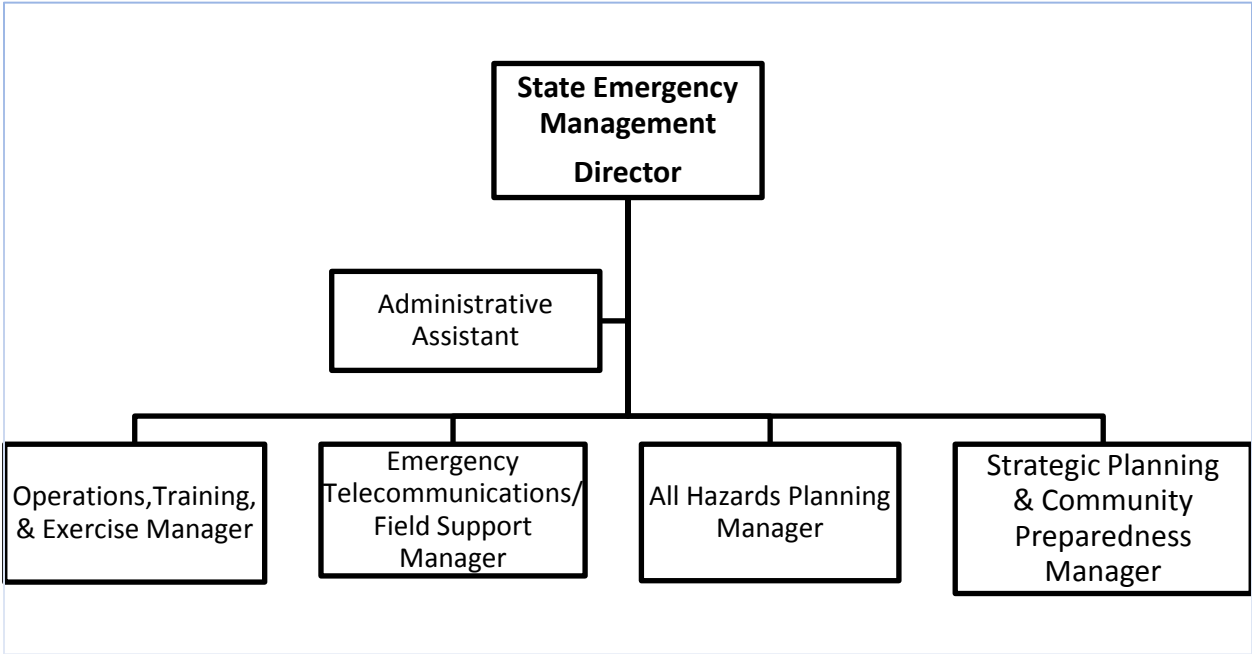 State Emergency
Management
Director
Administrative
Assistant
Operations,Training,
& Exercise Manager
Emergency
Telecommunications/
Field Support
Manager
All Hazards Planning
Manager
Strategic Planning
& Community
Preparedness
Manager